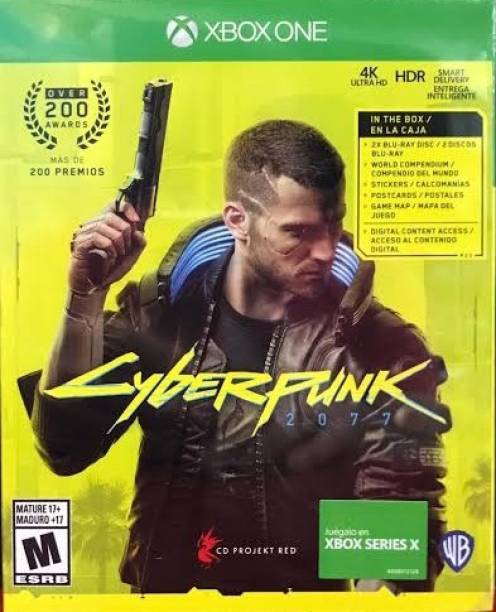 XBOX ONE
4K
ULTRA HD
HDR
SMART
DELIVERY
ENTREGA
INTELIGENTE
OVER
200
AWARDS
MÁS DE
200 PREMIOS
IN THE BOX /
EN LA CAJA
2X BLU-RAY DISC / 2 DISCOS
BLU-RAY
WORLD COMPENDIUM /
COMPENDIO DEL MUNDO
STICKERS / CALCOMANÍAS
POSTCARDS / POSTALES
GAME MAP / MAPA DEL
JUEGO
DIGITAL CONTENT ACCESS /
ACCESO AL CONTENIDO
DIGITAL
CYBERPUNK
2077
MATURE 17+
MADURO +17
M
ESRB
CD PROJEKT RED
Juégalo en
XBOX SERIES X
WB